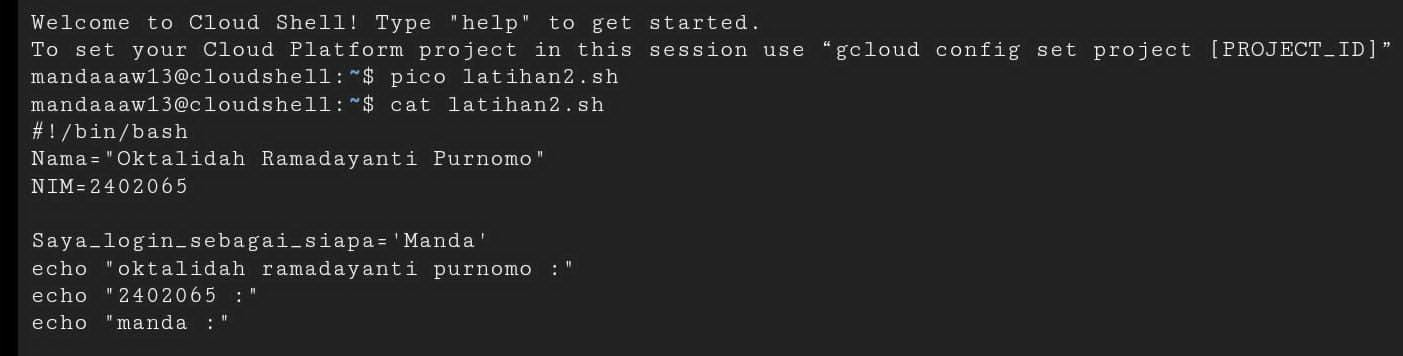 Welcome to Cloud Shell! Type "help" to get started.
To set your Cloud Platform project in this session use “gcloud config set project [PROJECT_ID]”
mandaaaw13@cloudshell:~$ pico latihan2.sh
mandaaaw13@cloudshell:~$ cat latihan2.sh
#!/bin/bash
Nama="Oktalidah Ramadayanti Purnomo"
NIM=2402065
Saya_login_sebagai_siapa='Manda'
echo "oktalidah ramadayanti purnomo :"
echo "2402065 :"
echo "manda :"